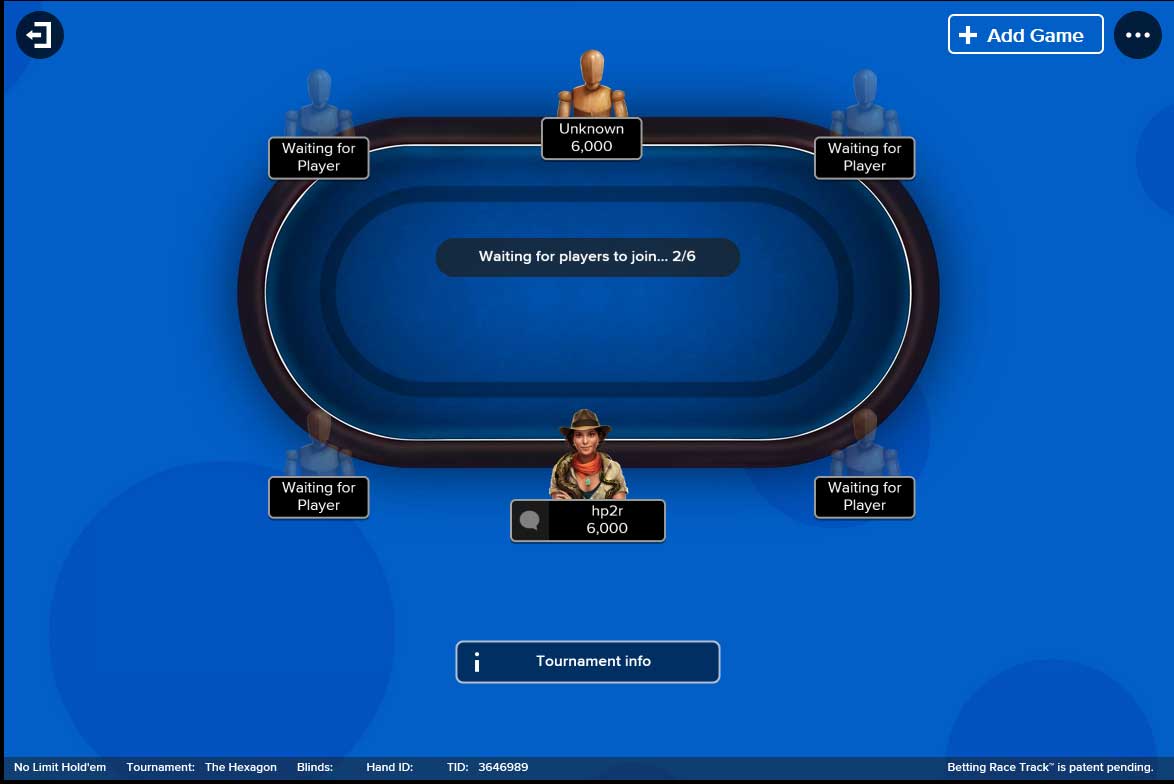 Add Game
Unknown
6,000
Waiting for
Player
Waiting for
Player
Waiting for players to join... 2/6
Waiting for
Player
hp2r
6,000
Waiting for
Player
Tournament info
No Limit Hold'em Tournament: The Hexagon Blinds: Hand ID: TID: 3646989 Betting Race Track™ is patent pending.